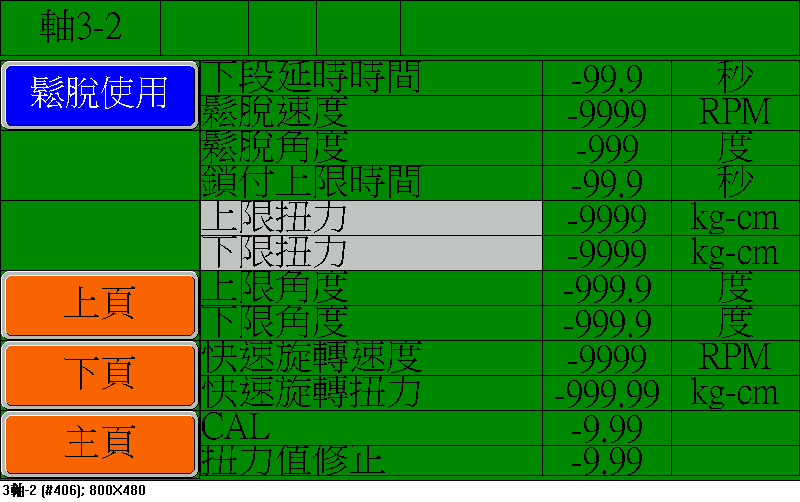 軸3-2
鬆脫使用
下段延時時間 -99.9 秒
鬆脫速度 -9999 RPM
鬆脫角度 -999 度
鎖付上限時間 -99.9 秒
上限扭力 -9999 kg-cm
下限扭力 -9999 kg-cm
上頁
上限角度 -999.9 度
下限角度 -999.9 度
下頁
快速旋轉速度 -9999 RPM
快速旋轉扭力 -999.99 kg-cm
主頁
CAL -9.99
扭力值修止 -9.99
3軸-2 (#406); 800X480